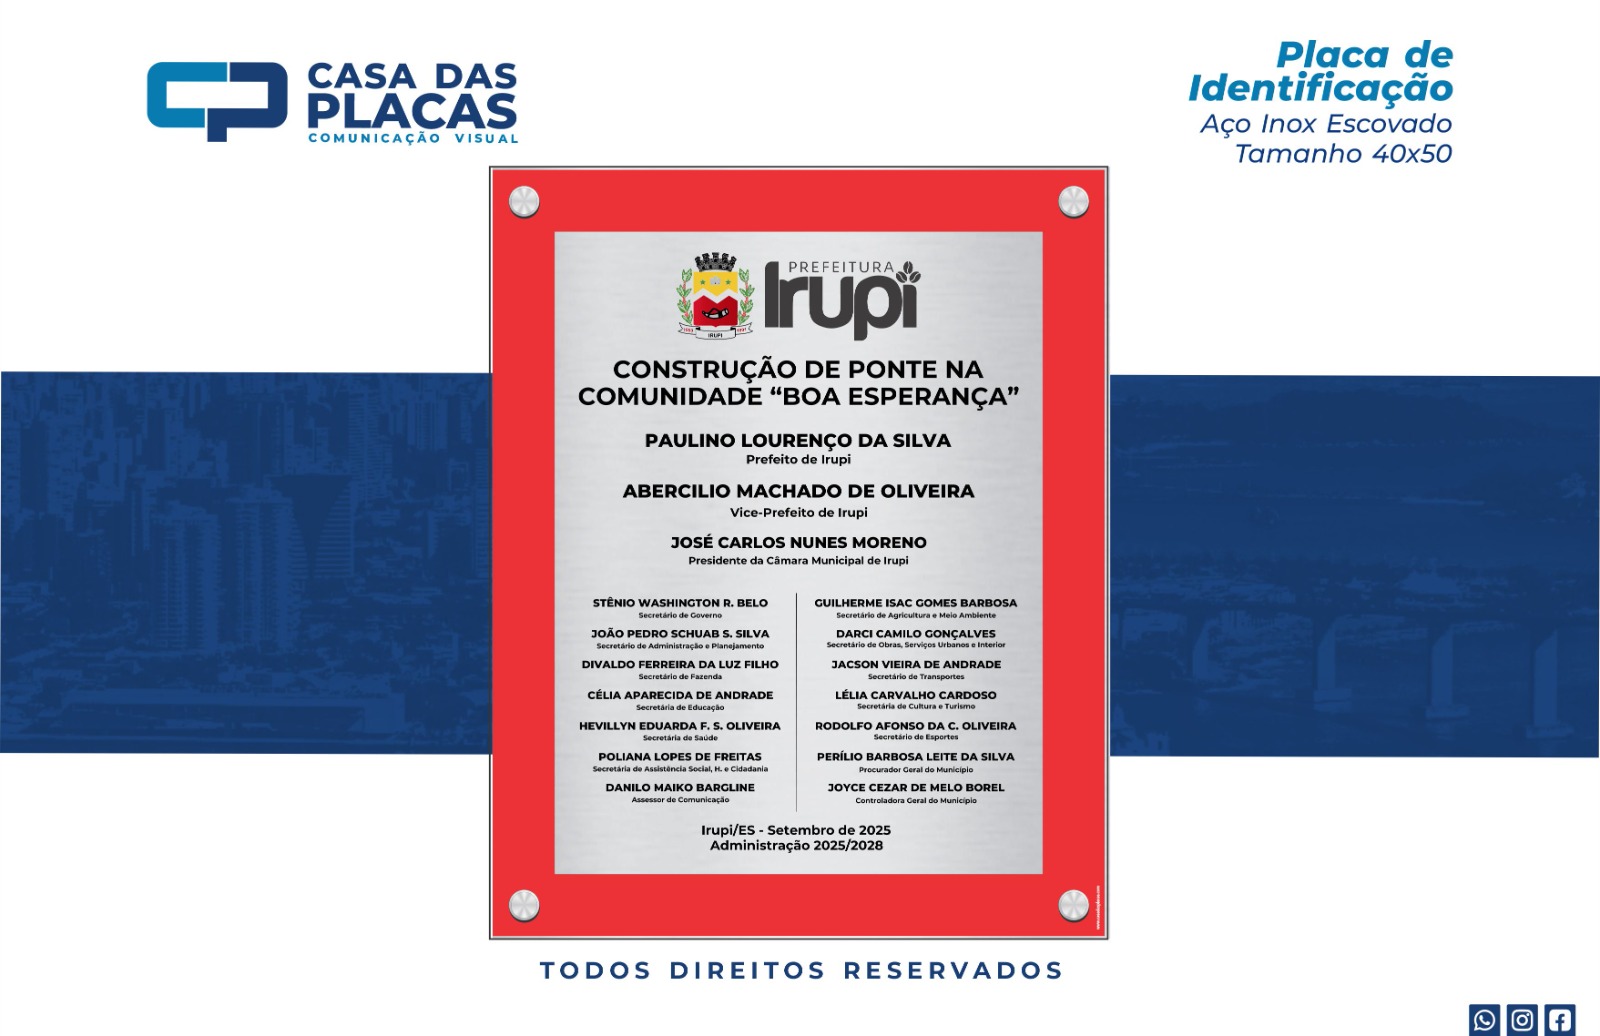 CASA DAS
PLACAS
COMUNICAÇÃO VISUAL
Placa de
Identificação
Aço Inox Escovado
Tamanho 40x50
PREFEITURA
Irupi
IRUPI
CONSTRUÇÃO DE PONTE NA
COMUNIDADE “BOA ESPERANÇA”
PAULINO LOURENÇO DA SILVA
Prefeito de Irupi
ABERCILIO MACHADO DE OLIVEIRA
Vice-Prefeito de Irupi
JOSÉ CARLOS NUNES MORENO
Presidente da Câmara Municipal de Irupi
STÊNIO WASHINGTON R. BELO
Secretário de Governo
JOÃO PEDRO SCHUAB S. SILVA
Secretário de Administração e Planejamento
DIVALDO FERREIRA DA LUZ FILHO
Secretário de Fazenda
CÉLIA APARECIDA DE ANDRADE
Secretária de Educação
HEVILLYN EDUARDA F. S. OLIVEIRA
Secretária de Saúde
POLIANA LOPES DE FREITAS
Secretária de Assistência Social, H. e Cidadania
DANILO MAIKO BARGLINE
Assessor de Comunicação
GUILHERME ISAC GOMES BARBOSA
Secretário de Agricultura e Meio Ambiente
DARCI CAMILO GONÇALVES
Secretário de Obras, Serviços Urbanos e Interior
JACSON VIEIRA DE ANDRADE
Secretário de Transportes
LÉLIA CARVALHO CARDOSO
Secretária de Cultura e Turismo
RODOLFO AFONSO DA C. OLIVEIRA
Secretário de Esportes
PERÍLIO BARBOSA LEITE DA SILVA
Procurador Geral do Município
JOYCE CEZAR DE MELO BOREL
Controladora Geral do Município
Irupi/ES - Setembro de 2025
Administração 2025/2028
TODOS DIREITOS RESERVADOS